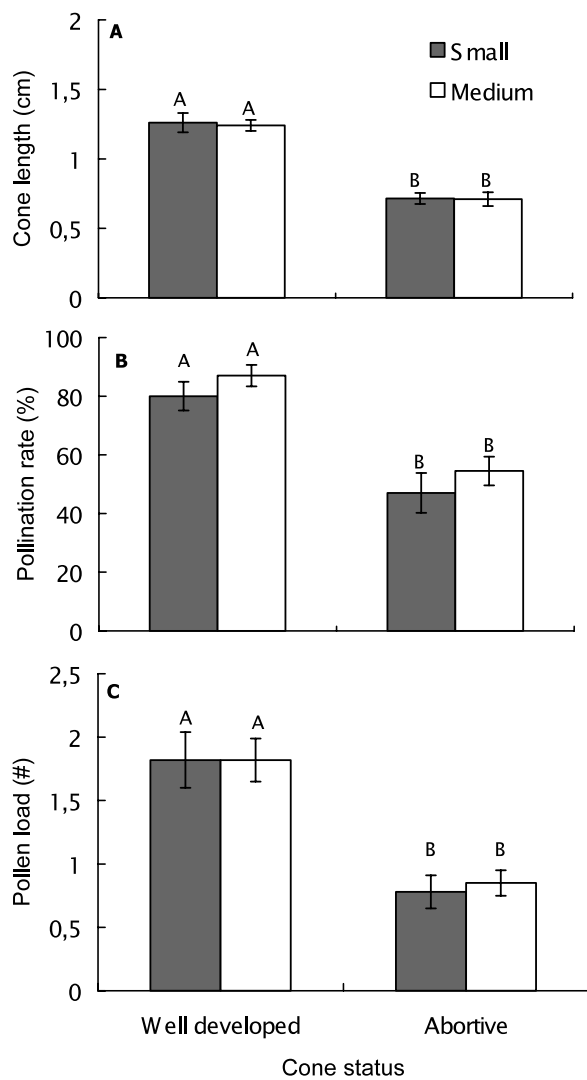 A
Small
Medium
Cone length (cm)
2
1,5
1
0,5
0
A A
B B
B
Pollination rate (%)
100
80
60
40
20
0
A A
B B
C
Pollen load (#)
2,5
2
1,5
1
0,5
0
A A
B B
Well developed Abortive
Cone status